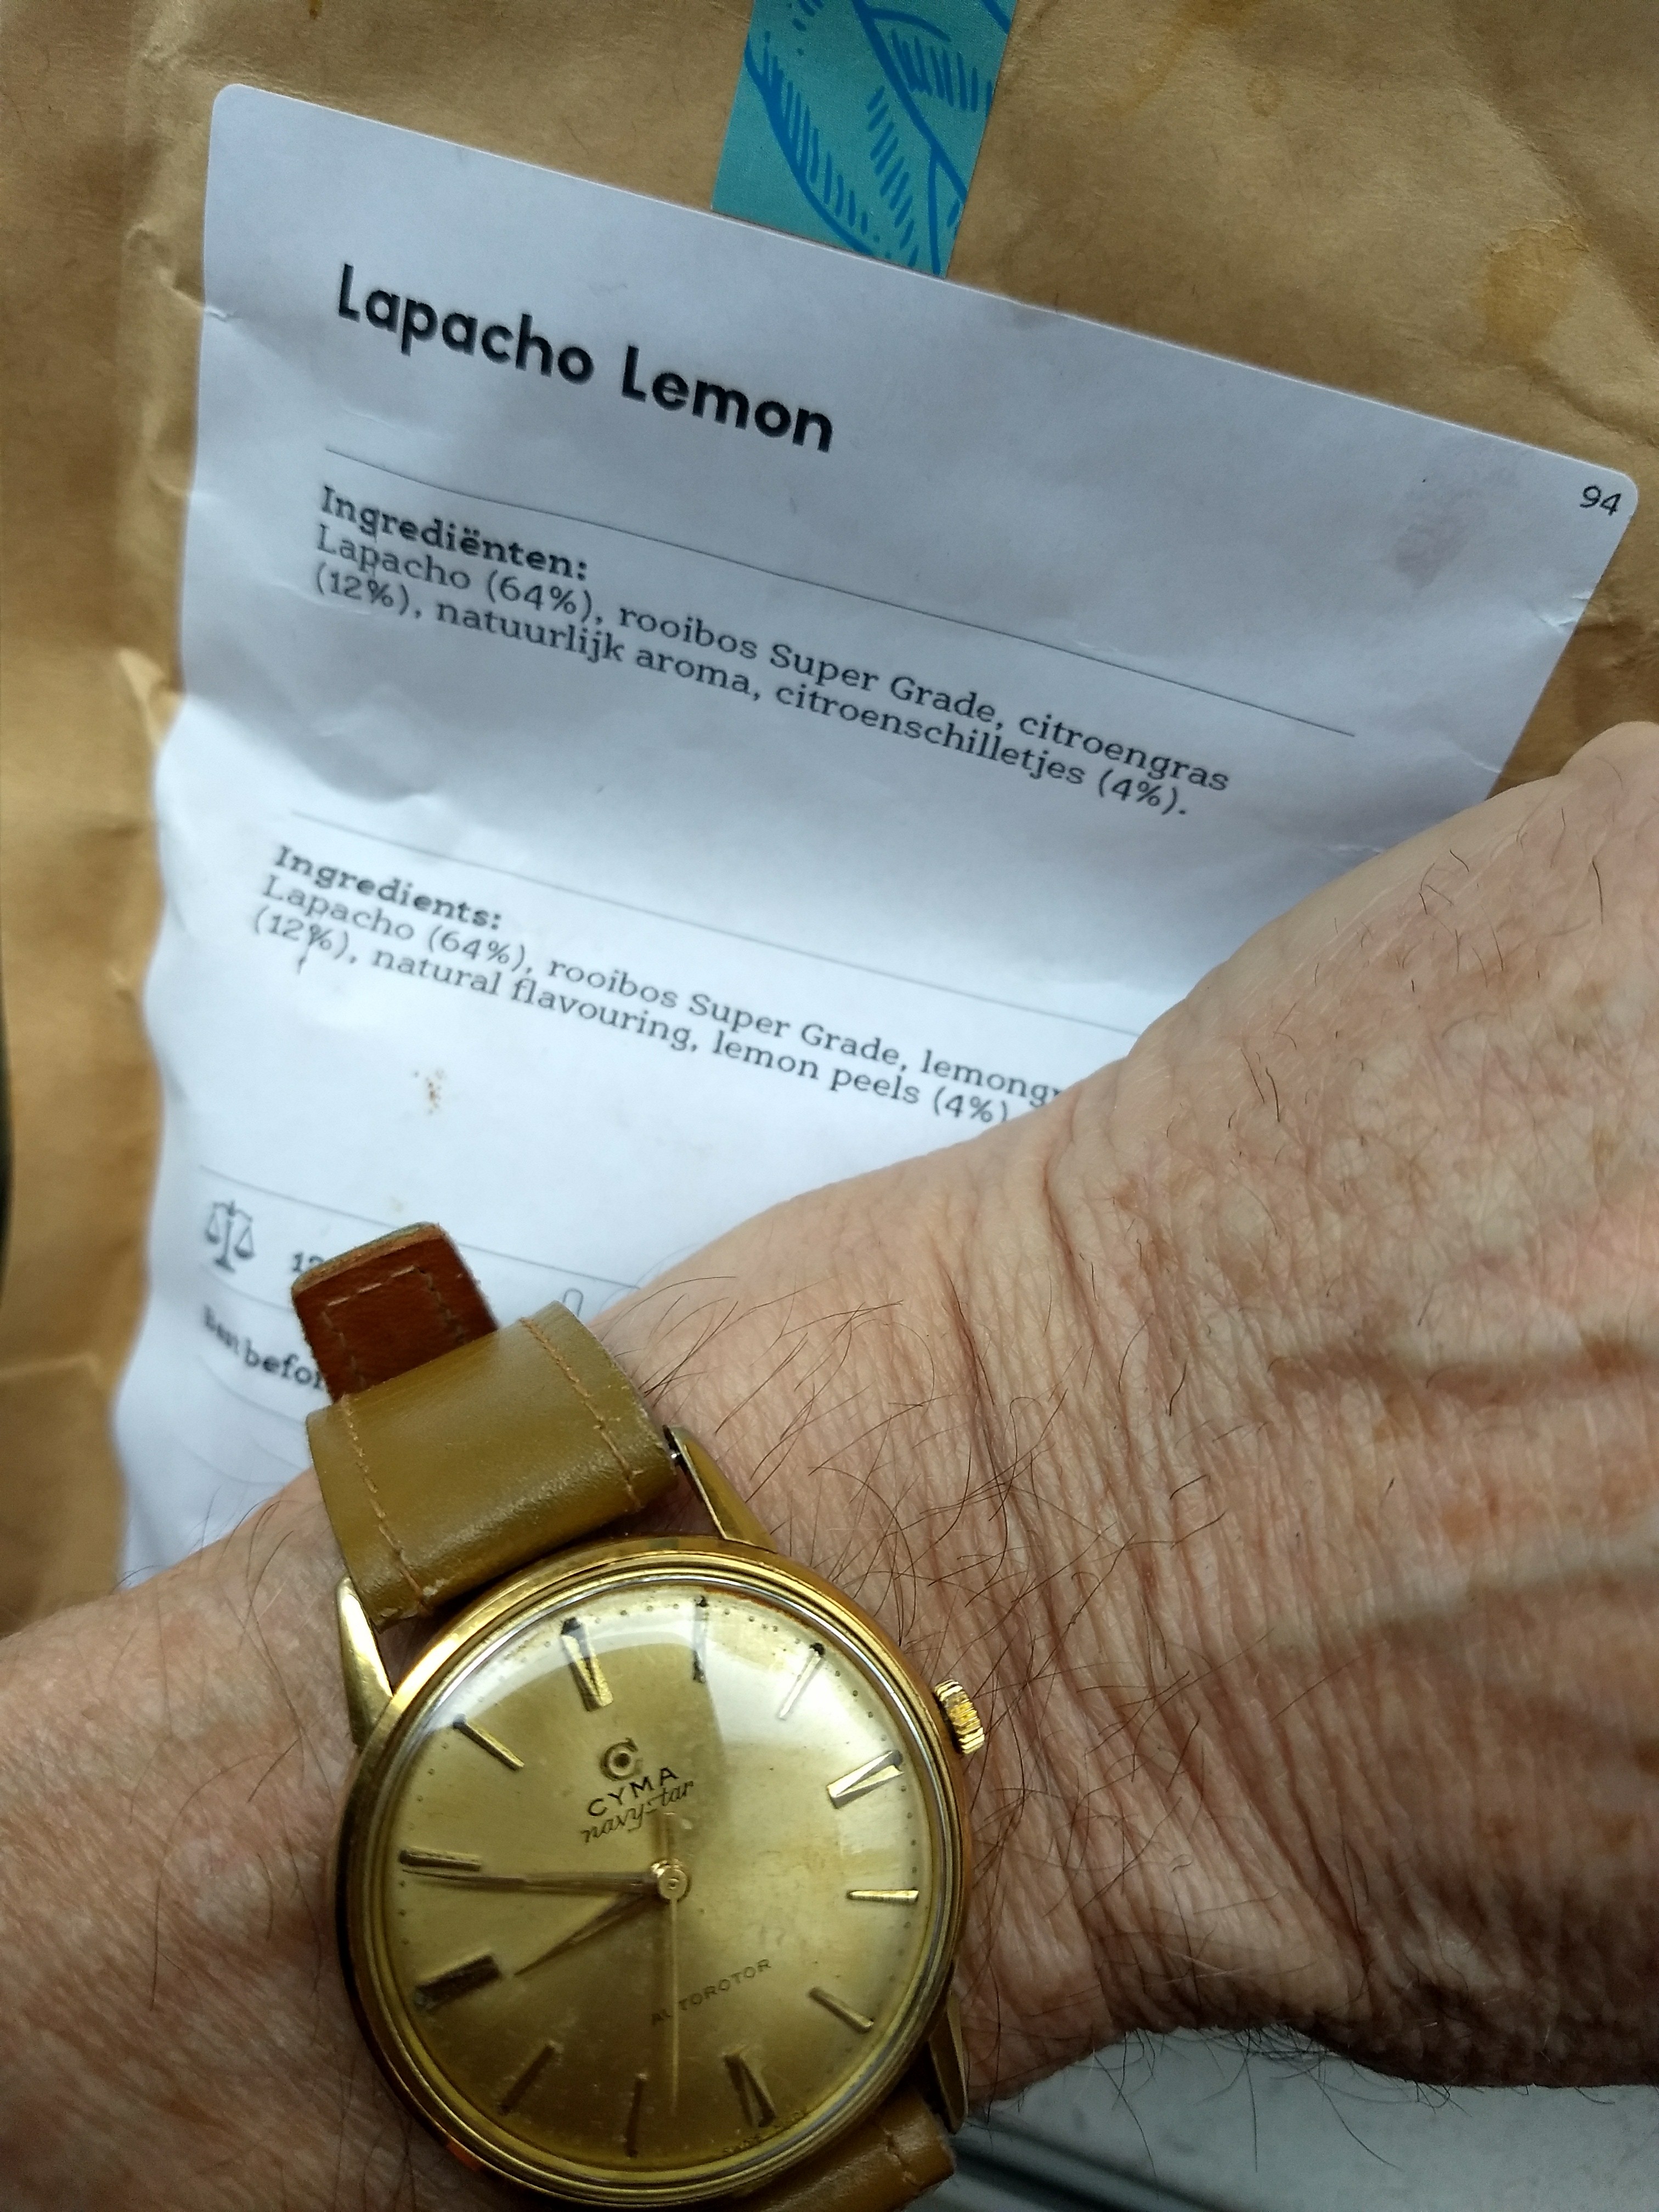 Lapacho Lemon
94
Ingrediënten:
Lapacho (64%), rooibos Super Grade, citroengras
(12%), natuurlijk aroma, citroenschilletjes (4%).
Ingredients:
Lapacho (64%), rooibos Super Grade,
(12%), natural flavouring, lemon peels (4%)
Best
CYMA
navystar
AUTOROTOR